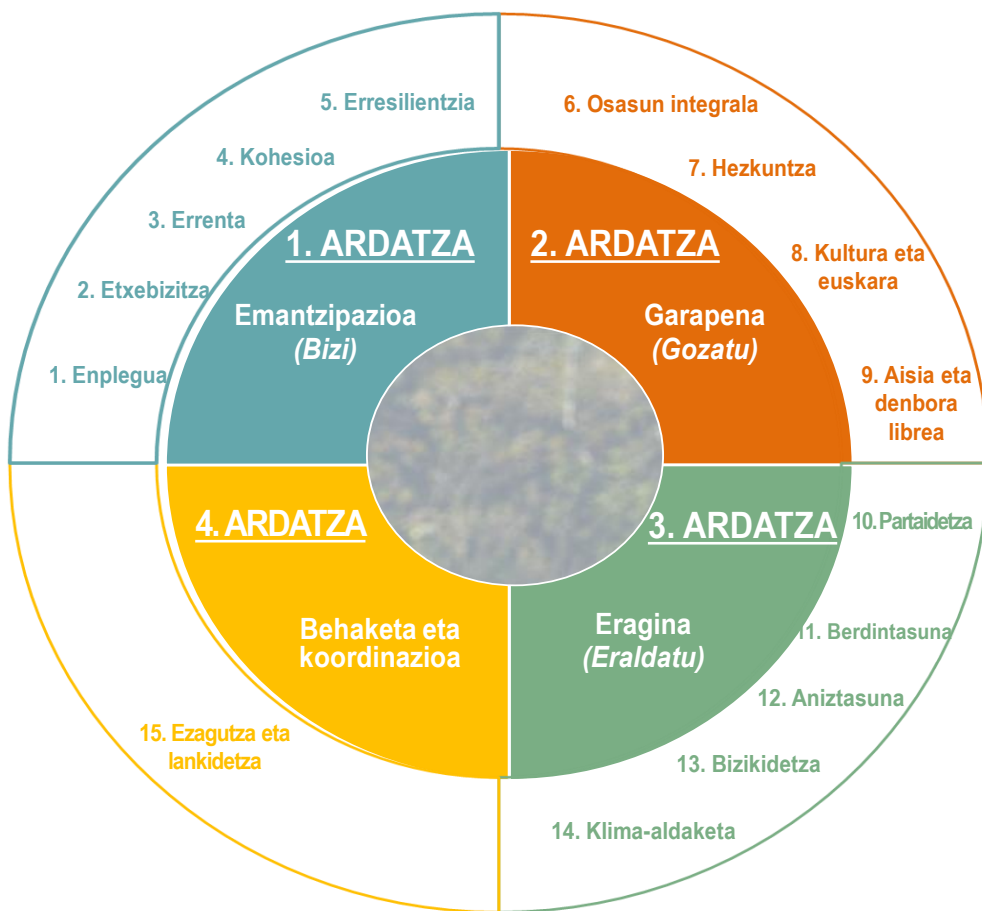 1. ARDATZA
Emantzipazioa
(Bizi)
1. Enplegua
2. Etxebizitza
3. Errenta
4. Kohesioa
5. Erresilientzia
2. ARDATZA
Garapena
(Gozatu)
6. Osasun integrala
7. Hezkuntza
8. Kultura eta
euskara
9. Aisia eta
denbora
librea
3. ARDATZA
Eragina
(Eraldatu)
10. Partaidetza
11. Berdintasuna
12. Aniztasuna
13. Bizikidetza
14. Klima-aldaketa
4. ARDATZA
Behaketa eta
koordinazioa
15. Ezagutza eta
lankidetza